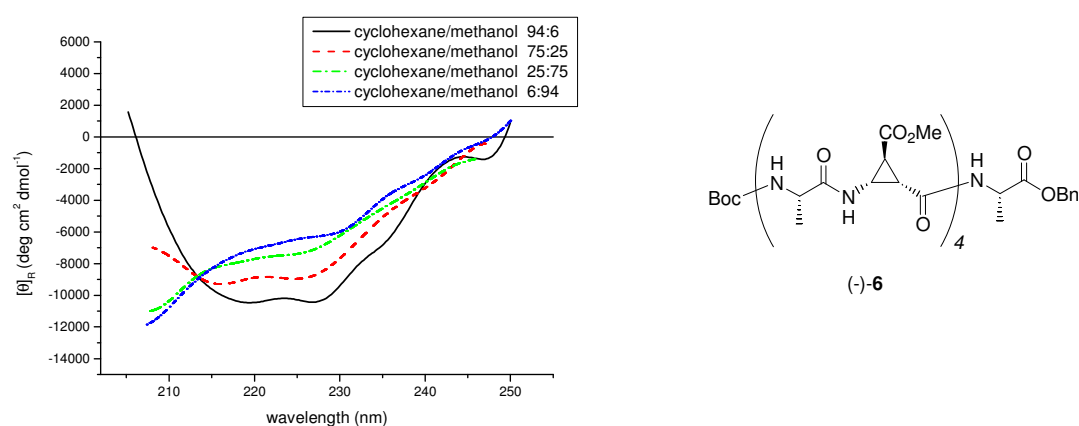 cyclohexane/methanol 94:6
cyclohexane/methanol 75:25
cyclohexane/methanol 25:75
cyclohexane/methanol 6:94
6000
4000
2000
0
-2000
-4000
-6000
-8000
-10000
-12000
-14000
[θ]R (deg cm² dmol⁻¹)
210
220
230
240
250
wavelength (nm)
CO2Me
O
H
N
H
N
O
Boc
N
H
O
OBn
4
(-)-6